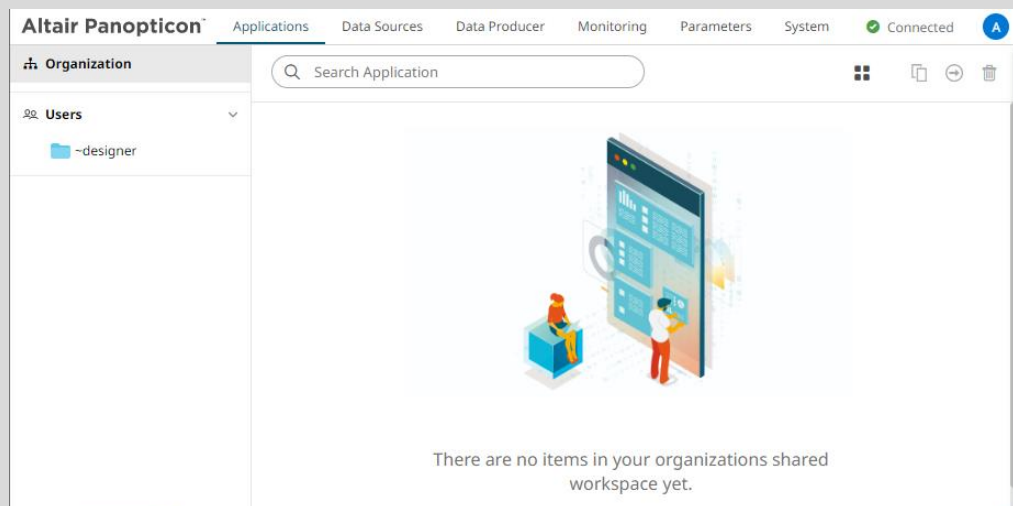 Altair Panopticon™
Applications Data Sources Data Producer Monitoring Parameters System Connected A
Organization
Search Application
Users
~designer
There are no items in your organizations shared
workspace yet.